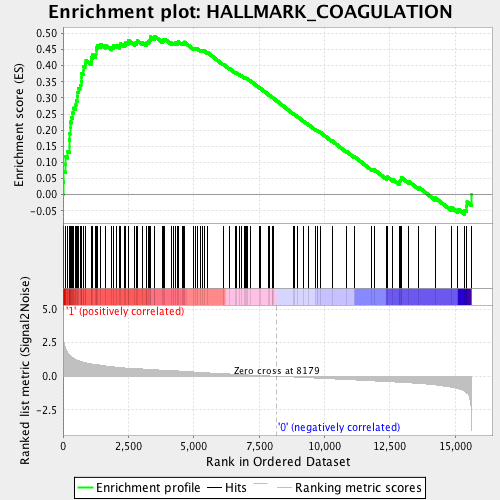 Enrichment plot: HALLMARK_COAGULATION
Enrichment score (ES)
0.50
0.45
0.40
0.35
0.30
0.25
0.20
0.15
0.10
0.05
0.00
-0.05
'1' (positively correlated)
Ranked list metric (Signal2Noise)
5.0
2.5
0.0
-2.5
Zero cross at 8179
'0' (negatively correlated)
0
2,500
5,000
7,500
10,000
12,500
15,000
Rank in Ordered Dataset
Enrichment profile
Hits
Ranking metric scores